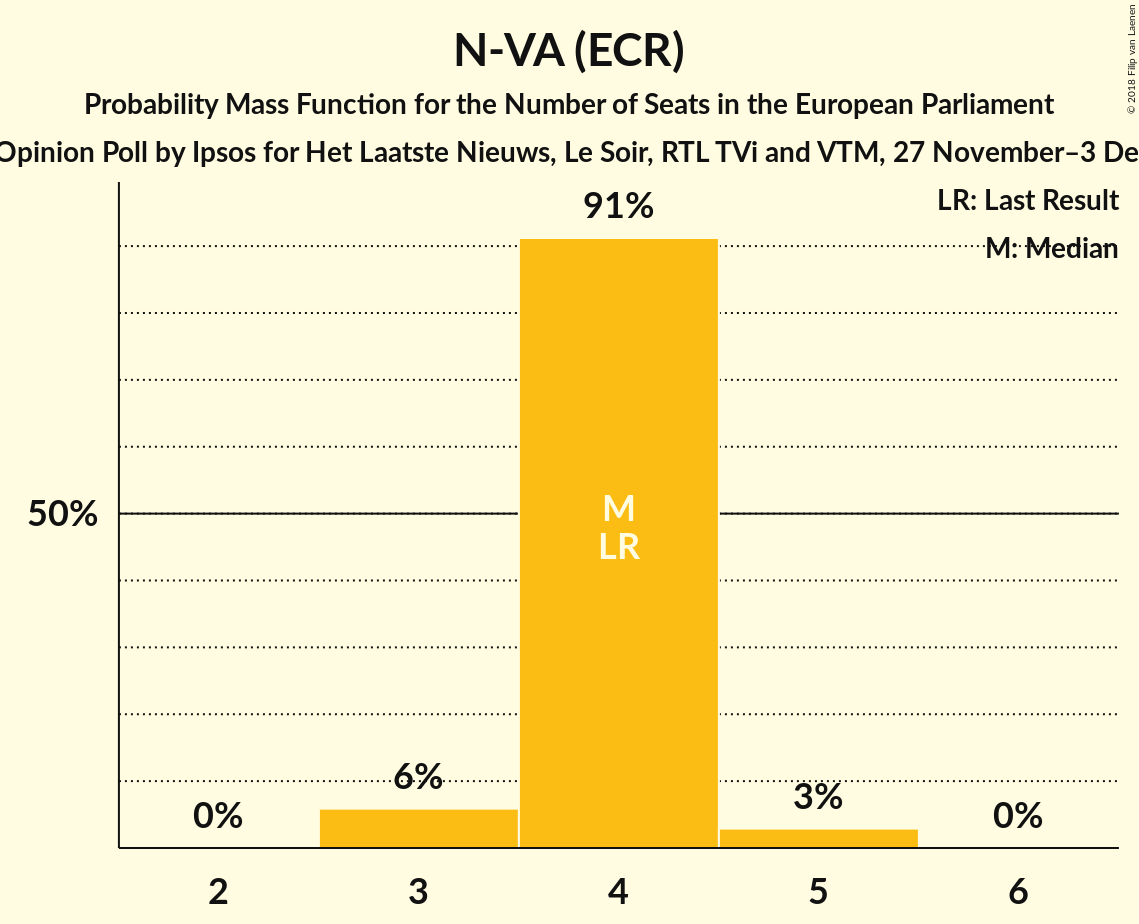 N-VA (ECR)
Probability Mass Function for the Number of Seats in the European Parliament
Opinion Poll by Ipsos for Het Laatste Nieuws, Le Soir, RTL TVi and VTM, 27 November–3 De
© 2018 Filip van Laenen
LR: Last Result
M: Median
91%
50%
M
LR
6%
3%
0%
0%
2
3
4
5
6